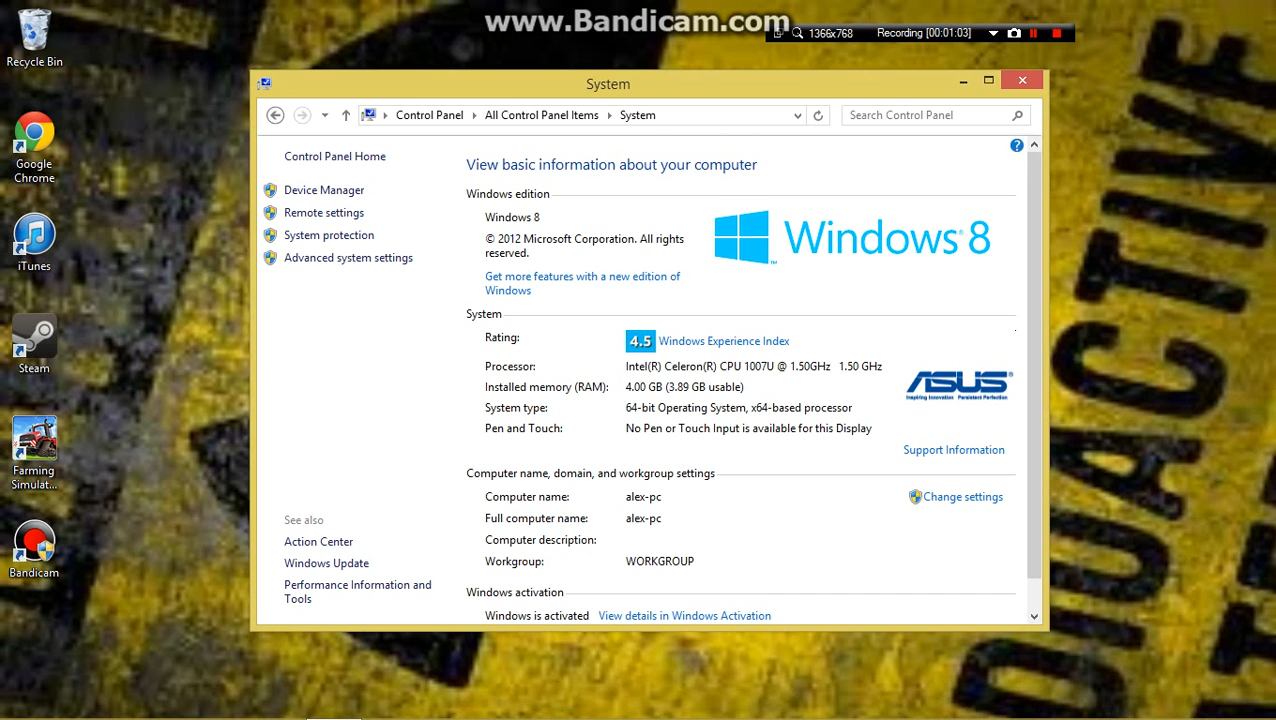 www.Bandicam.com
1366x768 Recording [00:01:03]
Recycle Bin
Google
Chrome
iTunes
Steam
Farming
Simulat...
Bandicam
System
Control Panel All Control Panel Items System
Search Control Panel
Control Panel Home
Device Manager
Remote settings
System protection
Advanced system settings
See also
Action Center
Windows Update
Performance Information and
Tools
View basic information about your computer
Windows edition
Windows 8
© 2012 Microsoft Corporation. All rights
reserved.
Get more features with a new edition of
Windows
Windows® 8
™
System
Rating: 4.5 Windows Experience Index
Processor: Intel(R) Celeron(R) CPU 1007U @ 1.50GHz 1.50 GHz
Installed memory (RAM): 4.00 GB (3.89 GB usable)
System type: 64-bit Operating System, x64-based processor
Pen and Touch: No Pen or Touch Input is available for this Display
ASUS®
Inspiring Innovation Persistent Perfection
Support Information
Computer name, domain, and workgroup settings
Computer name: alex-pc
Change settings
Full computer name: alex-pc
Computer description:
Workgroup: WORKGROUP
Windows activation
Windows is activated View details in Windows Activation